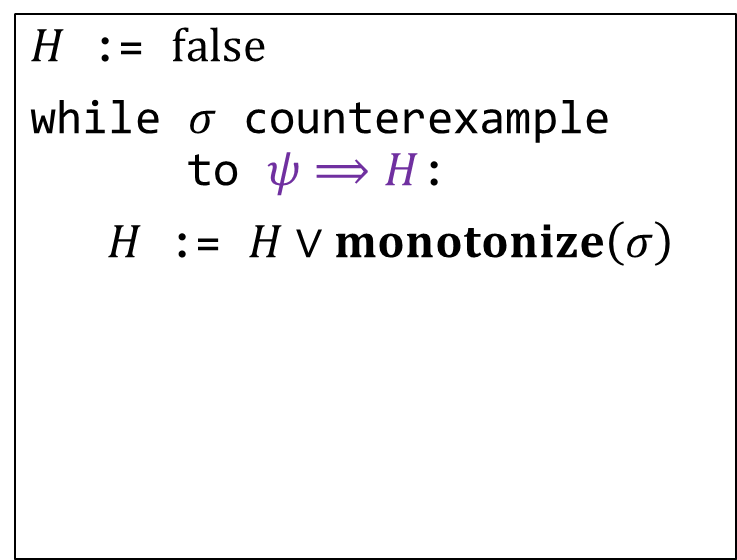 H := false
while σ counterexample
to ψ ⟹ H:
H := H ∨ monotonize(σ)